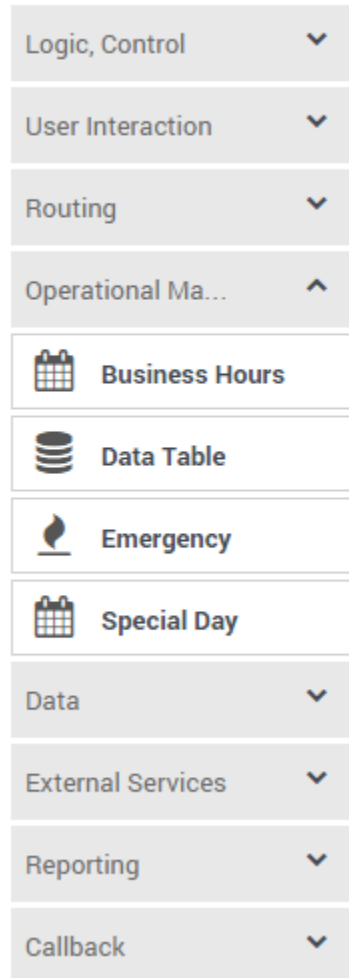 Logic, Control
User Interaction
Routing
Operational Ma...
Business Hours
Data Table
Emergency
Special Day
Data
External Services
Reporting
Callback